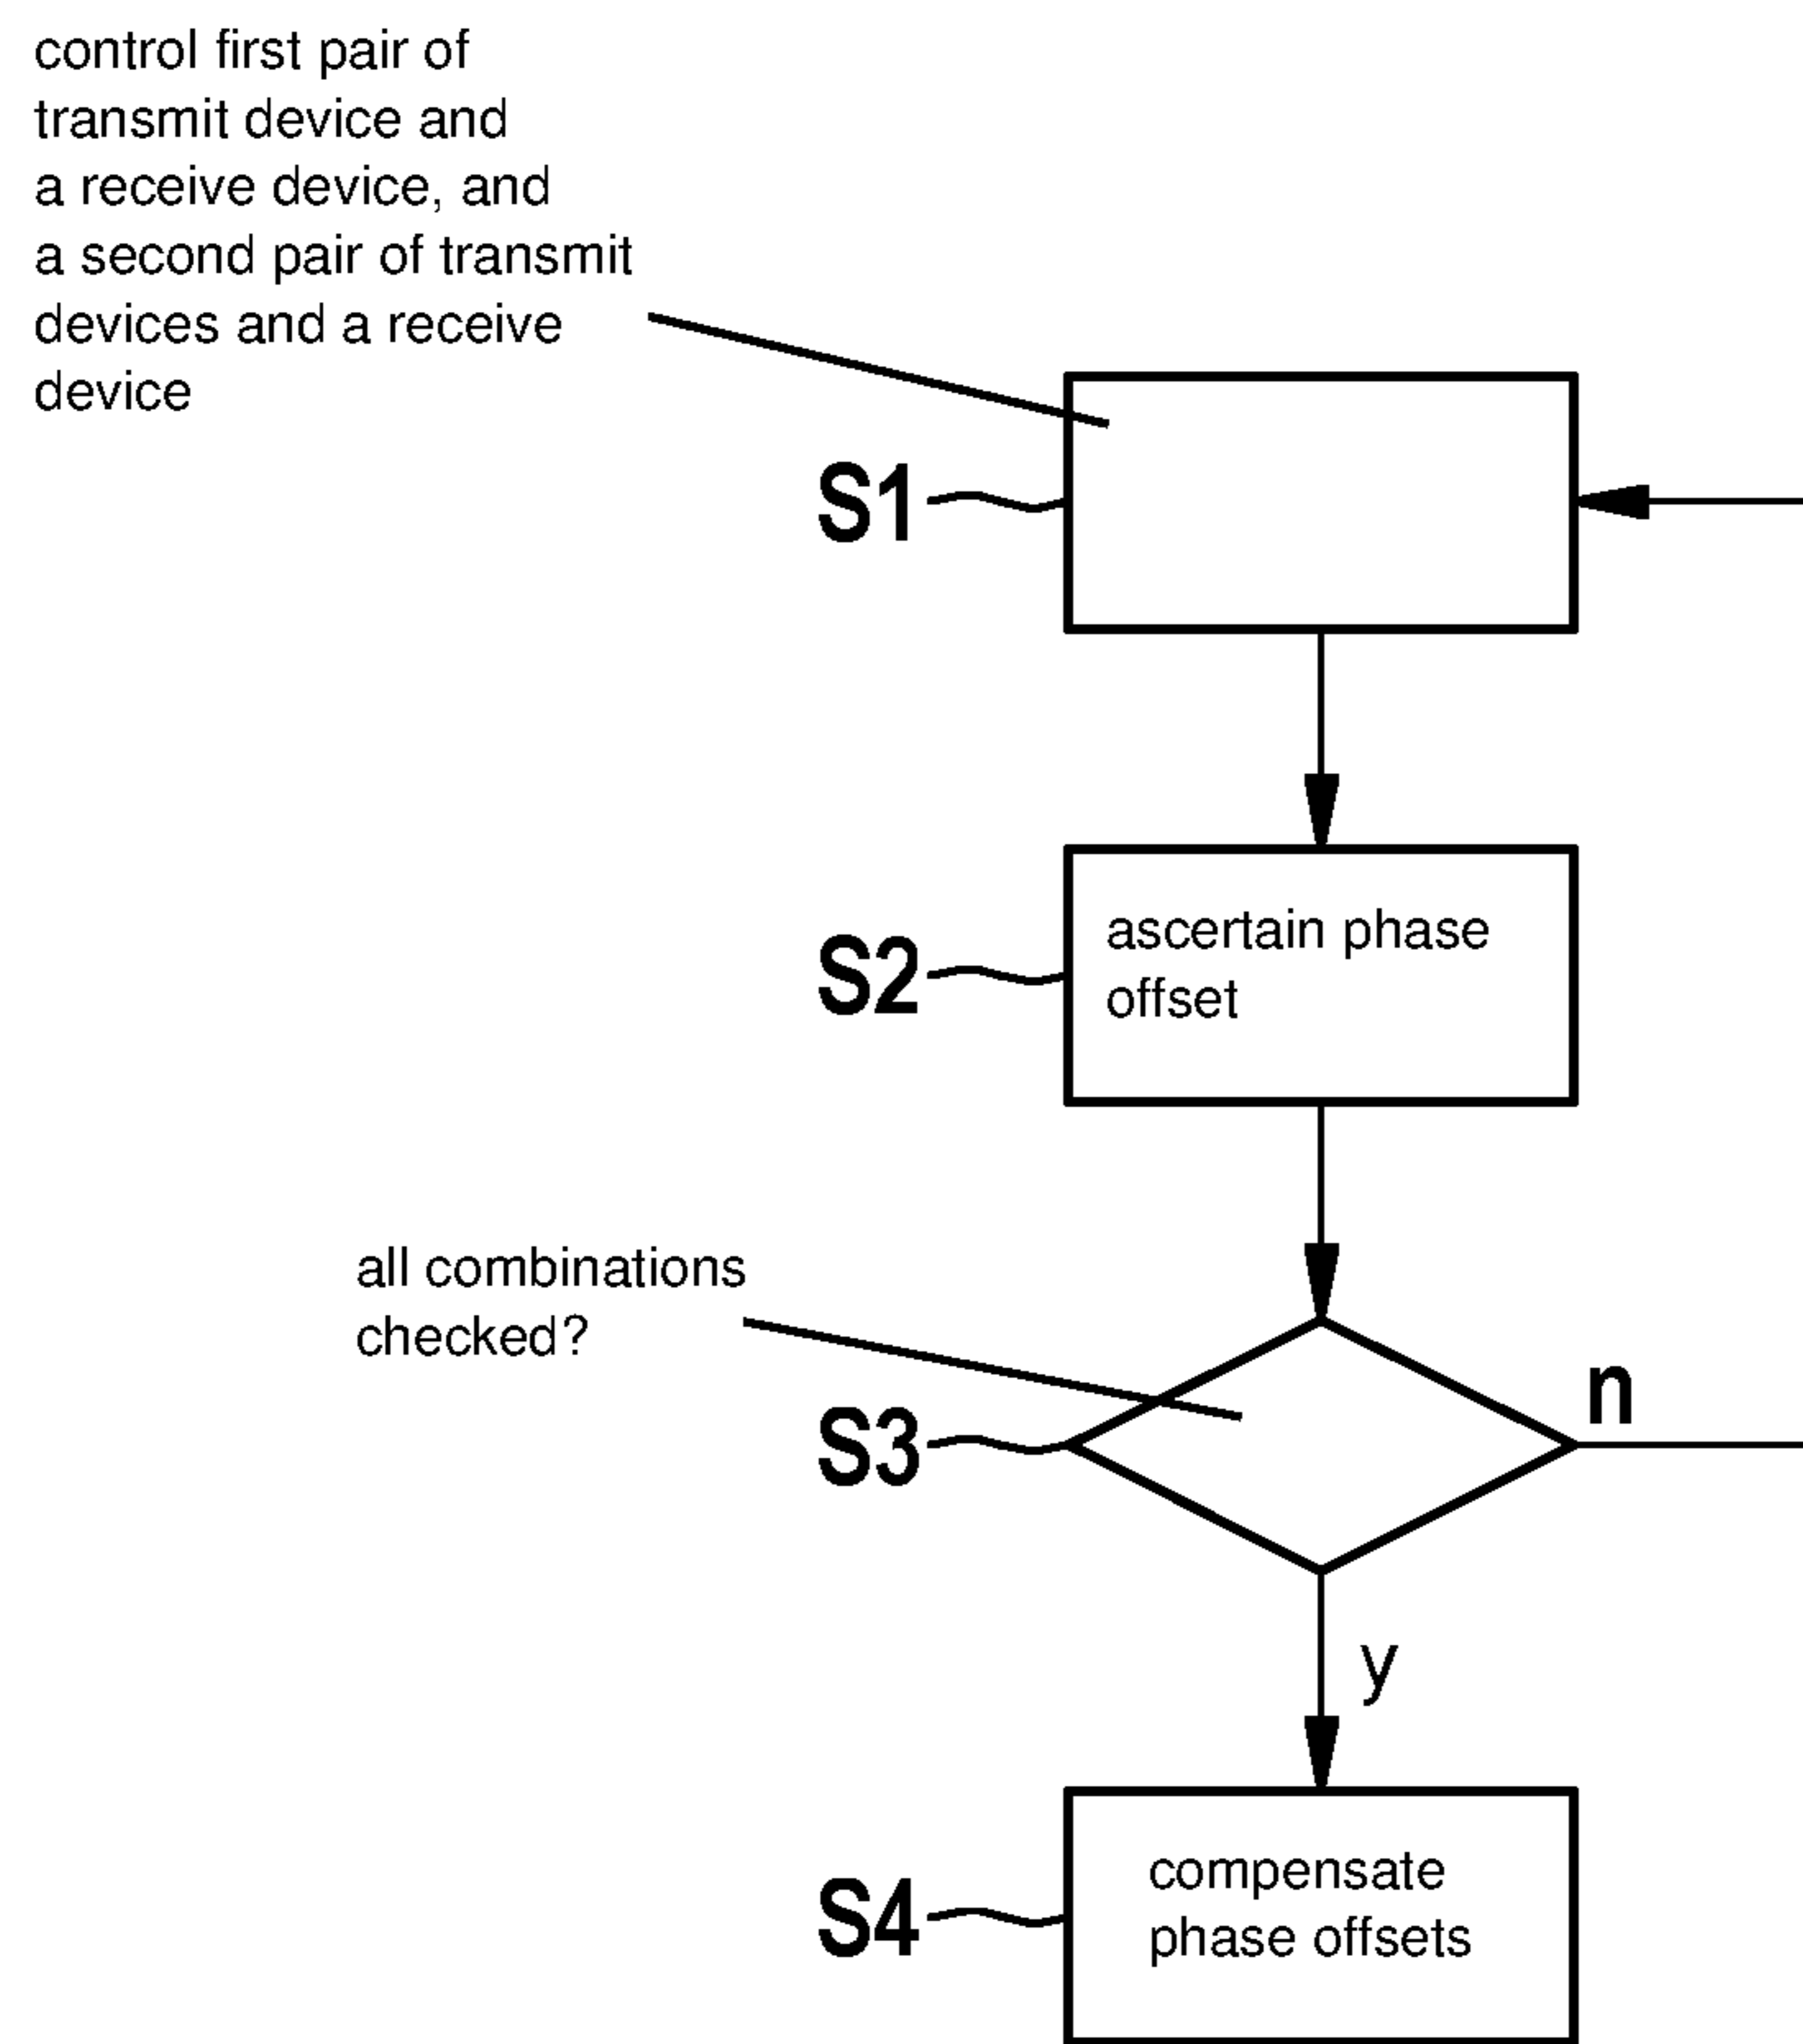 control first pair of
transmit device and
a receive device, and
a second pair of transmit
devices and a receive
device
S1
S2
ascertain phase
offset
all combinations
checked?
S3
n
y
S4
compensate
phase offsets